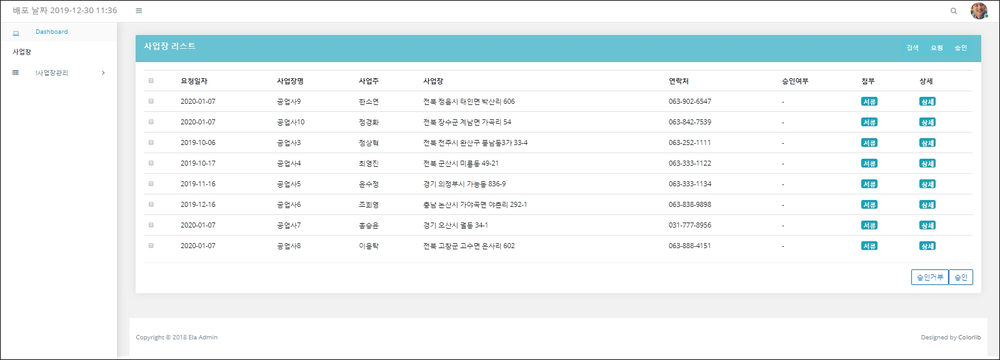 배포 날짜 2019-12-30 11:36
Dashboard
사업장
!사업장관리
사업장 리스트
검색 요청 승인
요청일자 사업장명 사업주 사업장 연락처 승인여부 첨부 상세
2020-01-07 공업사9 한소연 전북 정읍시 태인면 박산리 606 063-902-6547 - 서류 상세
2020-01-07 공업사10 정경화 전북 장수군 계남면 가곡리 54 063-842-7539 - 서류 상세
2019-10-06 공업사3 정상혁 전북 전주시 완산구 풍남동3가 33-4 063-252-1111 - 서류 상세
2019-10-17 공업사4 최영진 전북 군산시 미룡동 49-21 063-333-1122 - 서류 상세
2019-11-16 공업사5 윤수정 경기 의정부시 가능동 836-9 063-333-1134 - 서류 상세
2019-12-16 공업사6 조희영 충남 논산시 가야곡면 야촌리 292-1 063-838-9898 - 서류 상세
2020-01-07 공업사7 홍승윤 경기 오산시 궐동 34-1 031-777-8956 - 서류 상세
2020-01-07 공업사8 이용탁 전북 고창군 고수면 은사리 602 063-888-4151 - 서류 상세
승인거부 승인
Copyright © 2018 Ela Admin
Designed by Colorlib